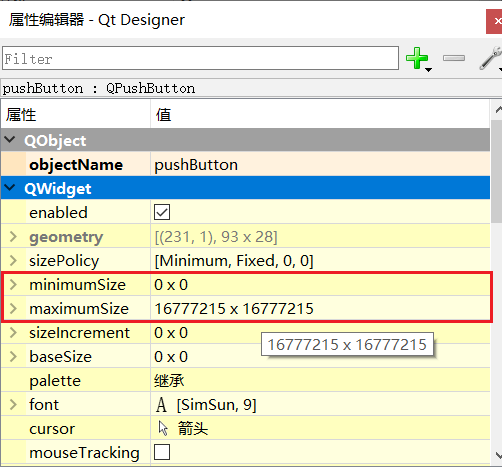 属性编辑器 - Qt Designer
Filter
pushButton : QPushButton
属性 值
QObject
objectName pushButton
QWidget
enabled
geometry [(231, 1), 93 x 28]
sizePolicy [Minimum, Fixed, 0, 0]
minimumSize 0 x 0
maximumSize 16777215 x 16777215
sizeIncrement 0 x 0
16777215 x 16777215
baseSize 0 x 0
palette 继承
font A [SimSun, 9]
cursor 箭头
mouseTracking